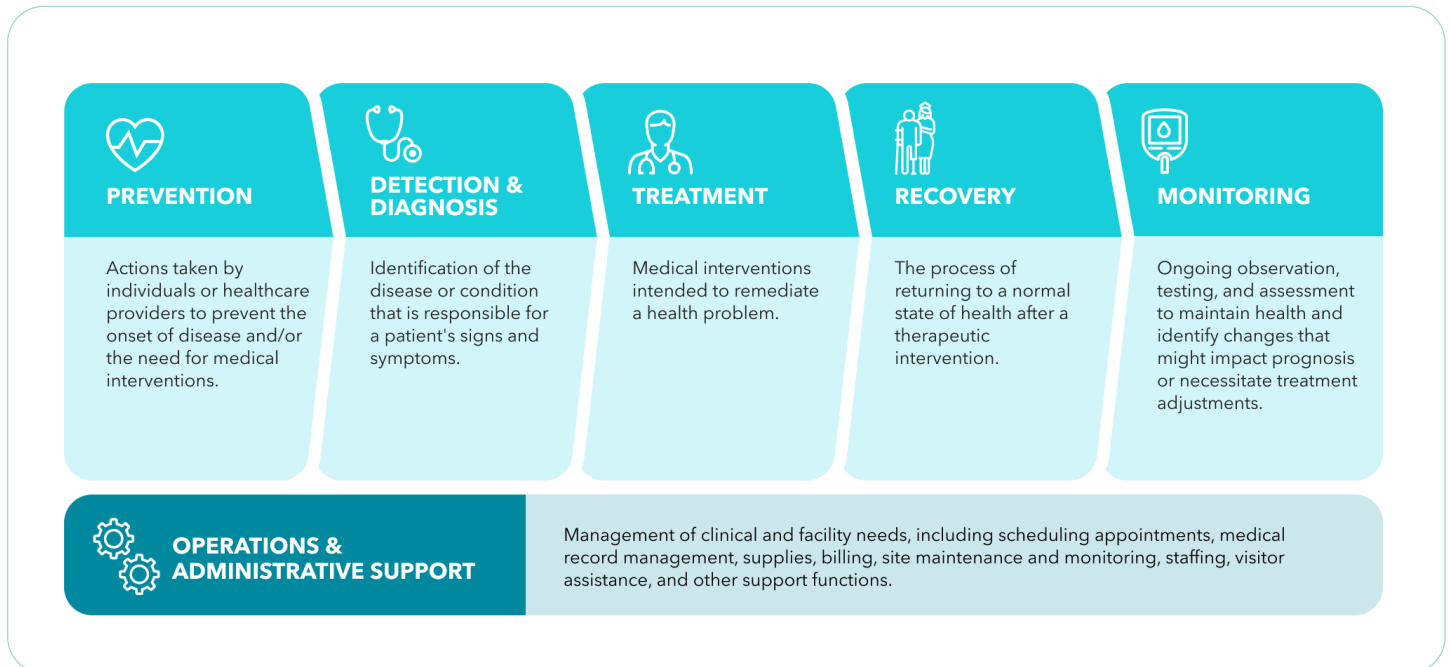 PREVENTION
Actions taken by
individuals or healthcare
providers to prevent the
onset of disease and/or
the need for medical
interventions.
DETECTION &
DIAGNOSIS
Identification of the
disease or condition
that is responsible for
a patient's signs and
symptoms.
TREATMENT
Medical interventions
intended to remediate
a health problem.
RECOVERY
The process of
returning to a normal
state of health after a
therapeutic
intervention.
MONITORING
Ongoing observation,
testing, and assessment
to maintain health and
identify changes that
might impact prognosis
or necessitate treatment
adjustments.
OPERATIONS &
ADMINISTRATIVE SUPPORT
Management of clinical and facility needs, including scheduling appointments, medical
record management, supplies, billing, site maintenance and monitoring, staffing, visitor
assistance, and other support functions.